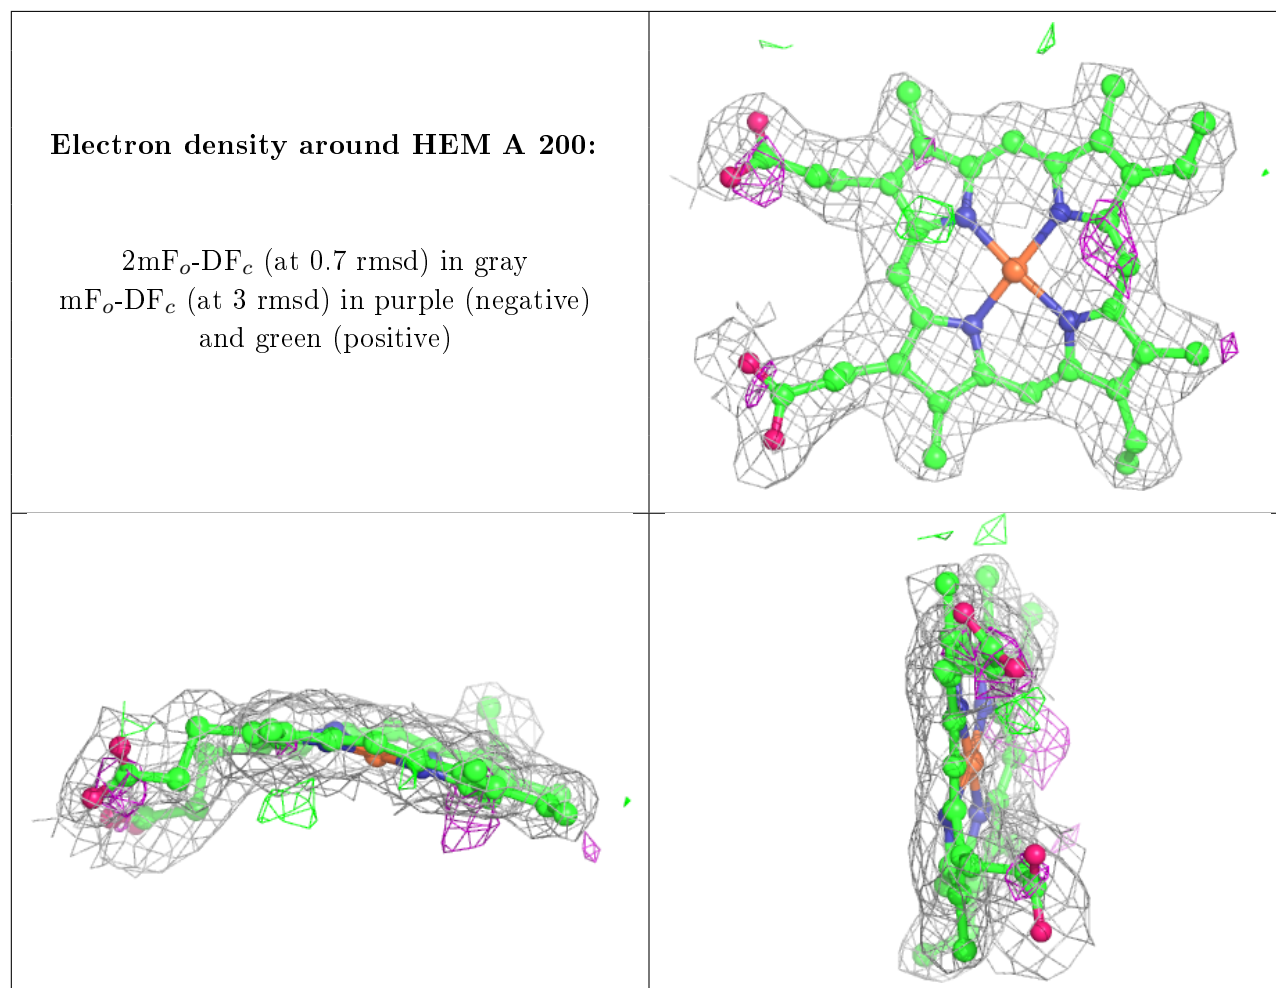 Electron density around HEM A 200:
2mFo-DFc (at 0.7 rmsd) in gray
mFo-DFc (at 3 rmsd) in purple (negative)
and green (positive)